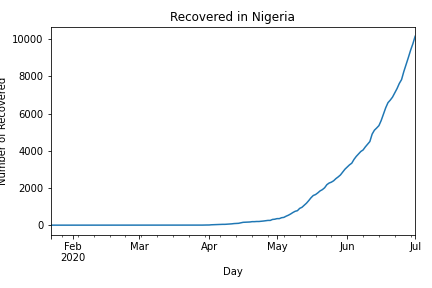 Recovered in Nigeria
Number of Recovered
10000
8000
6000
4000
2000
0
Feb
2020
Mar
Apr
May
Jun
Jul
Day